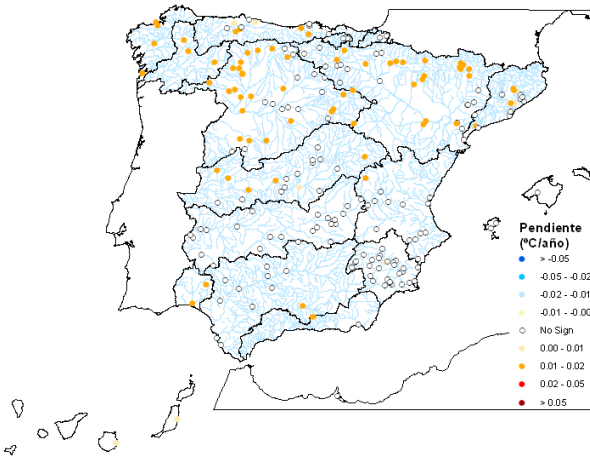 Pendiente
(ºC/año)
> -0.05
-0.05 - -0.02
-0.02 - -0.01
-0.01 - -0.00
No Sign
0.00 - 0.01
0.01 - 0.02
0.02 - 0.05
> 0.05